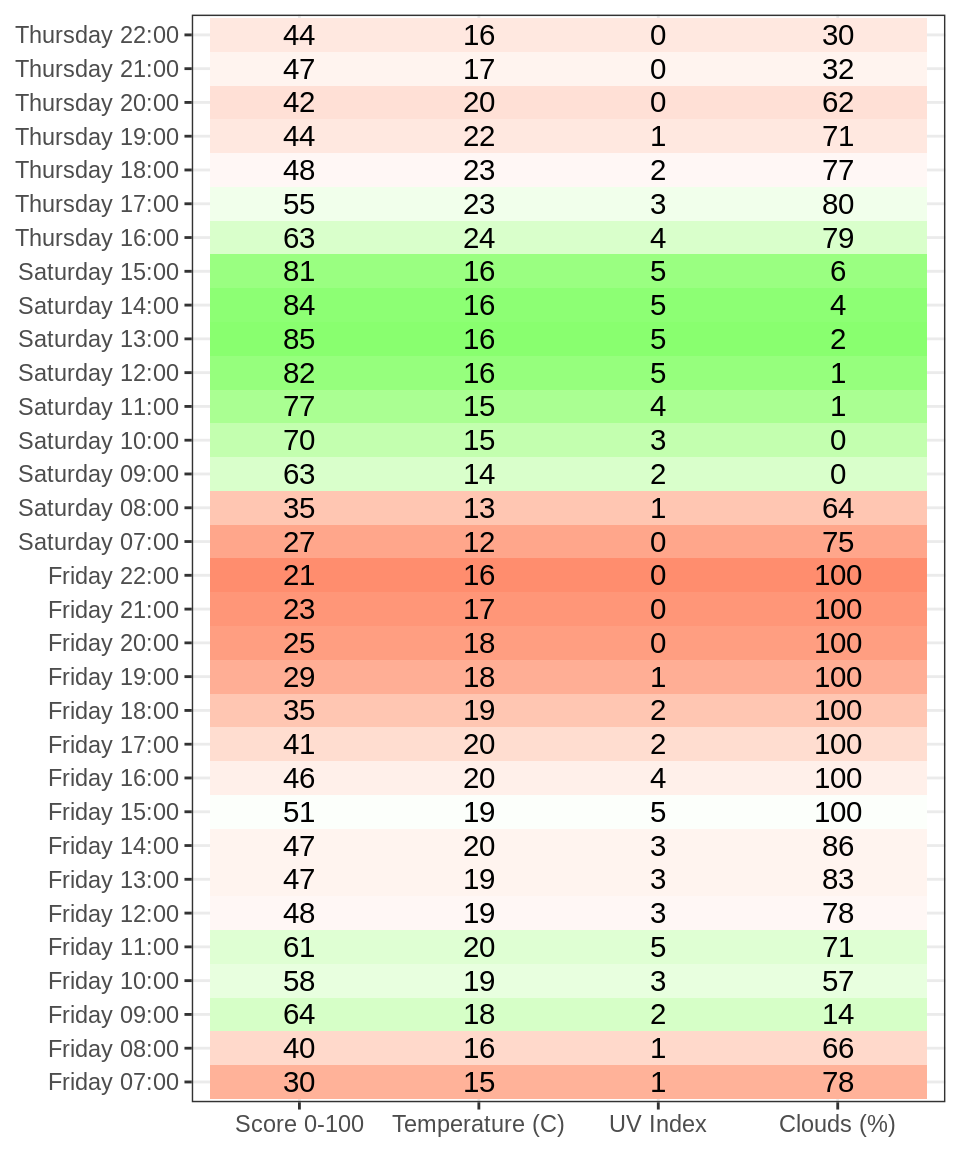 Thursday 22:00 44 16 0 30
Thursday 21:00 47 17 0 32
Thursday 20:00 42 20 0 62
Thursday 19:00 44 22 1 71
Thursday 18:00 48 23 2 77
Thursday 17:00 55 23 3 80
Thursday 16:00 63 24 4 79
Saturday 15:00 81 16 5 6
Saturday 14:00 84 16 5 4
Saturday 13:00 85 16 5 2
Saturday 12:00 82 16 5 1
Saturday 11:00 77 15 4 1
Saturday 10:00 70 15 3 0
Saturday 09:00 63 14 2 0
Saturday 08:00 35 13 1 64
Saturday 07:00 27 12 0 75
Friday 22:00 21 16 0 100
Friday 21:00 23 17 0 100
Friday 20:00 25 18 0 100
Friday 19:00 29 18 1 100
Friday 18:00 35 19 2 100
Friday 17:00 41 20 2 100
Friday 16:00 46 20 4 100
Friday 15:00 51 19 5 100
Friday 14:00 47 20 3 86
Friday 13:00 47 19 3 83
Friday 12:00 48 19 3 78
Friday 11:00 61 20 5 71
Friday 10:00 58 19 3 57
Friday 09:00 64 18 2 14
Friday 08:00 40 16 1 66
Friday 07:00 30 15 1 78
Score 0-100 Temperature (C) UV Index Clouds (%)